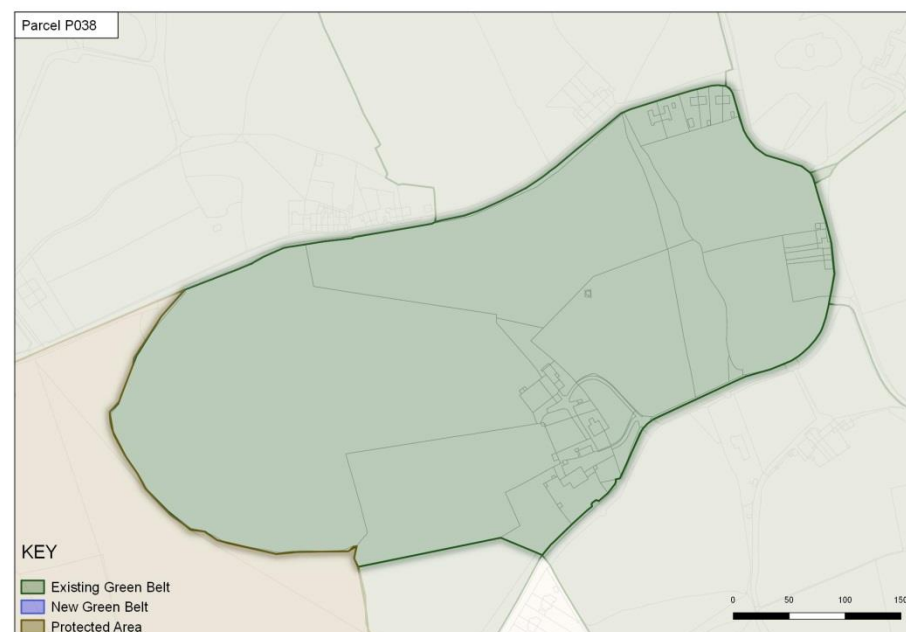 Parcel P038
KEY
Existing Green Belt
New Green Belt
Protected Area
0 50 100 150